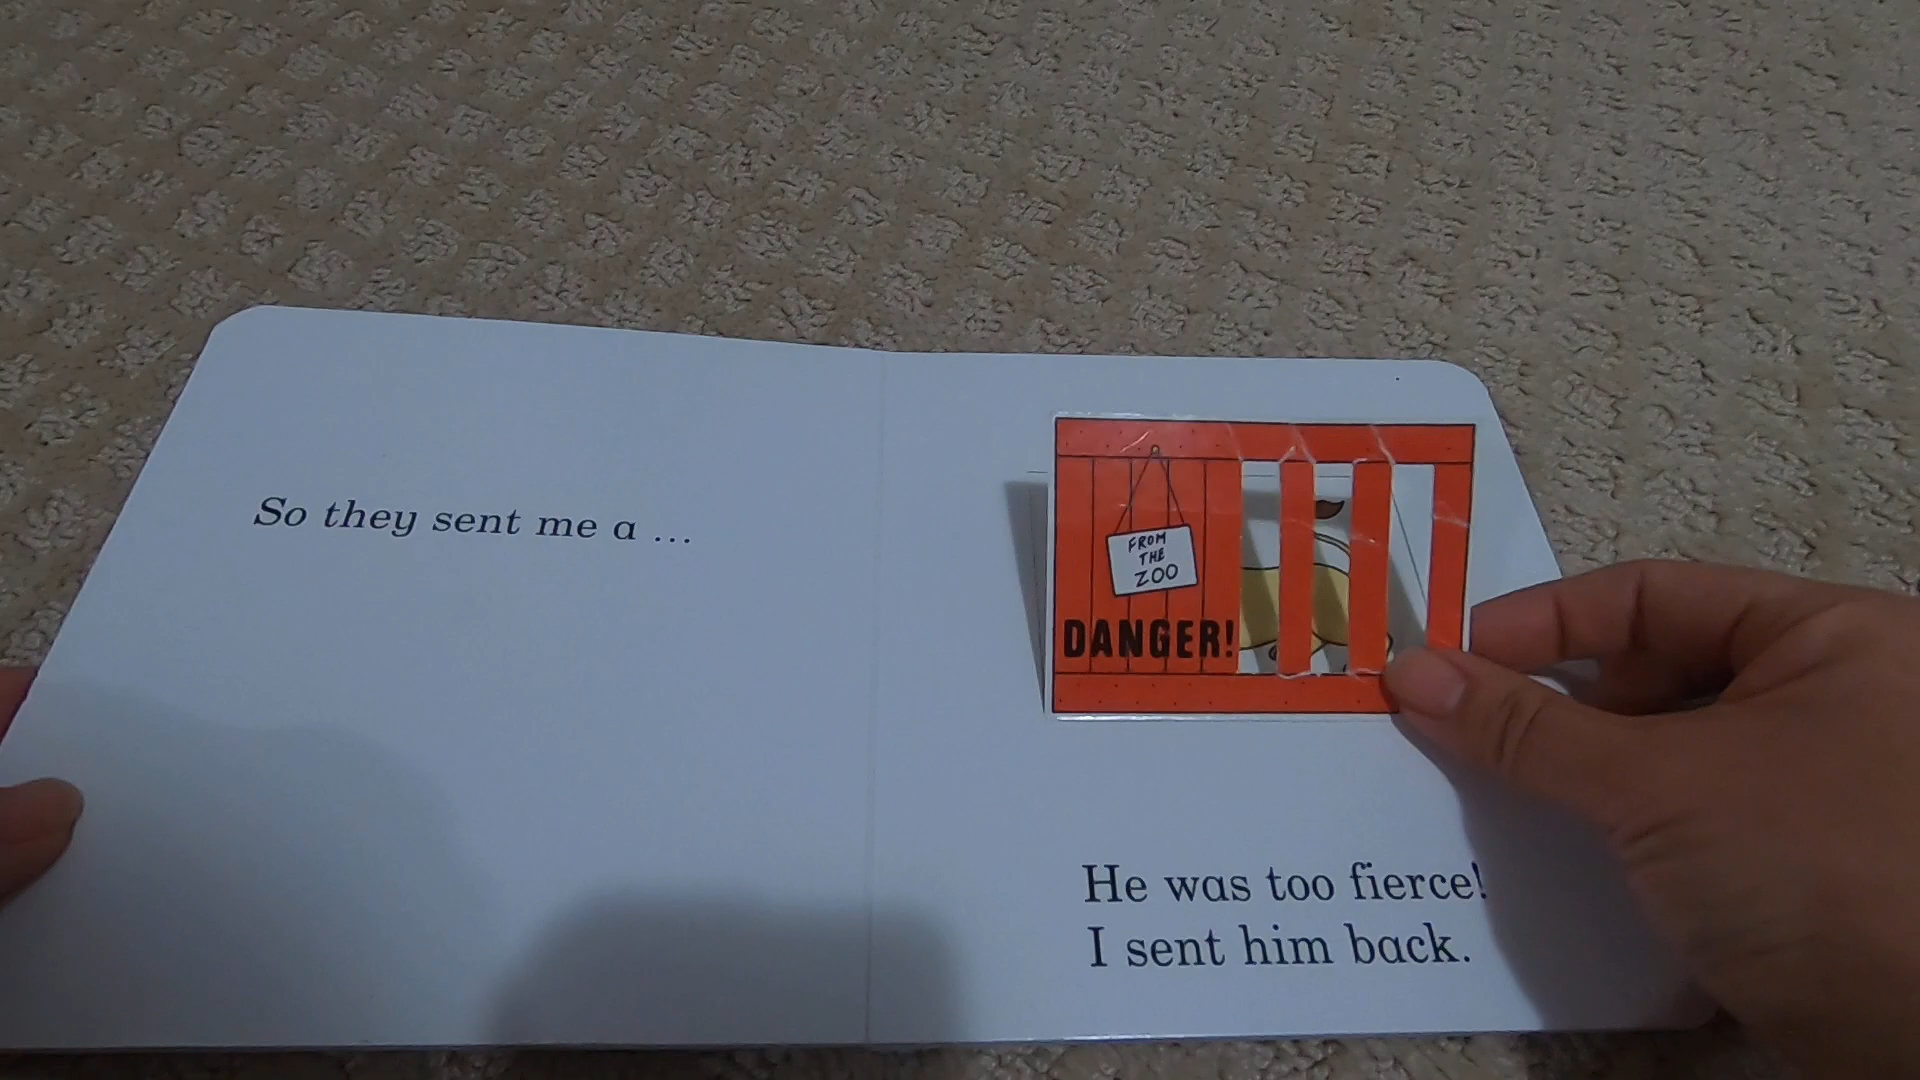 So they sent me a ...
FROM
THE
ZOO
DANGER!
He was too fierce!
I sent him back.